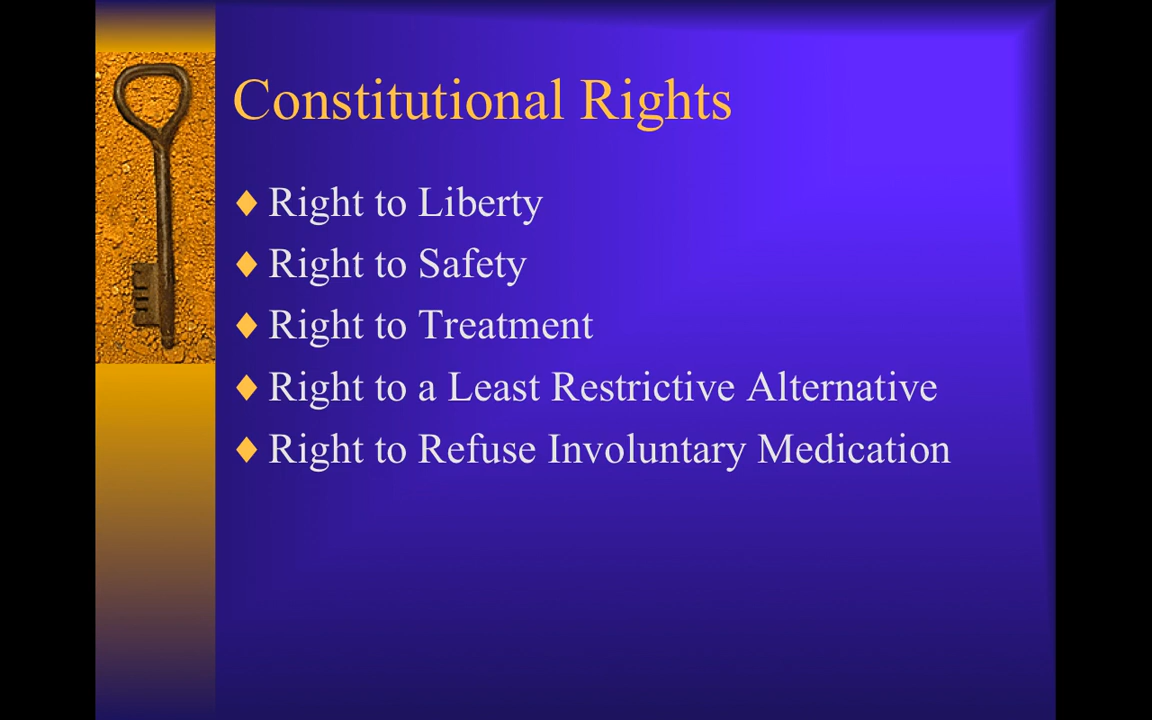 Constitutional Rights
Right to Liberty
Right to Safety
Right to Treatment
Right to a Least Restrictive Alternative
Right to Refuse Involuntary Medication